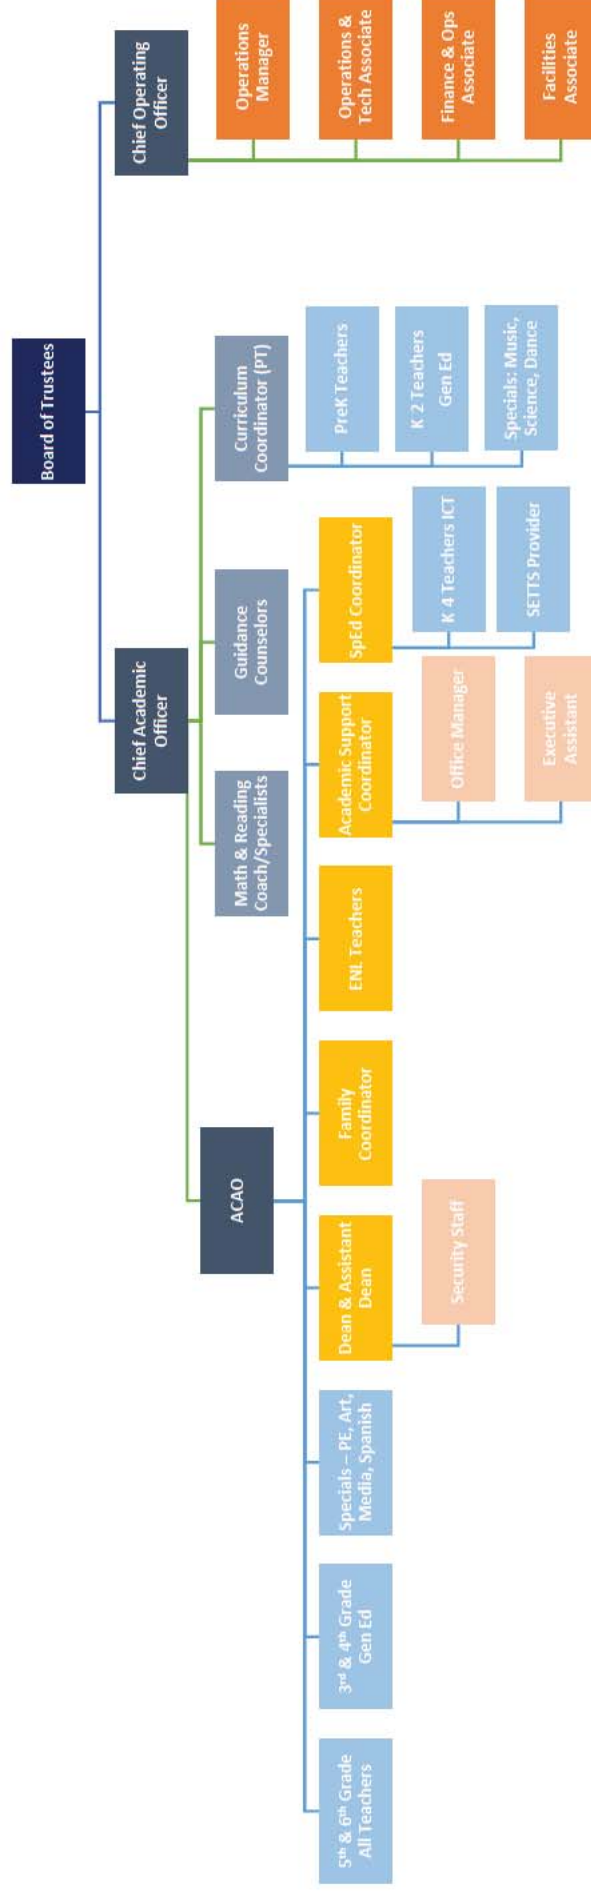 Board of Trustees
Chief Academic
Officer
Chief Operating
Officer
ACAO
Math & Reading
Coach/Specialists
Guidance
Counselors
Curriculum
Coordinator (PT)
Operations
Manager
5th & 6th Grade
All Teachers
3rd & 4th Grade
Gen Ed
Specials – PE, Art,
Media, Spanish
Dean & Assistant
Dean
Family
Coordinator
ENL Teachers
Academic Support
Coordinator
SpEd Coordinator
PreK Teachers
Operations &
Tech Associate
Security Staff
Office Manager
K 4 Teachers ICT
K 2 Teachers
Gen Ed
Finance & Ops
Associate
Executive
Assistant
SETTS Provider
Specials: Music,
Science, Dance
Facilities
Associate